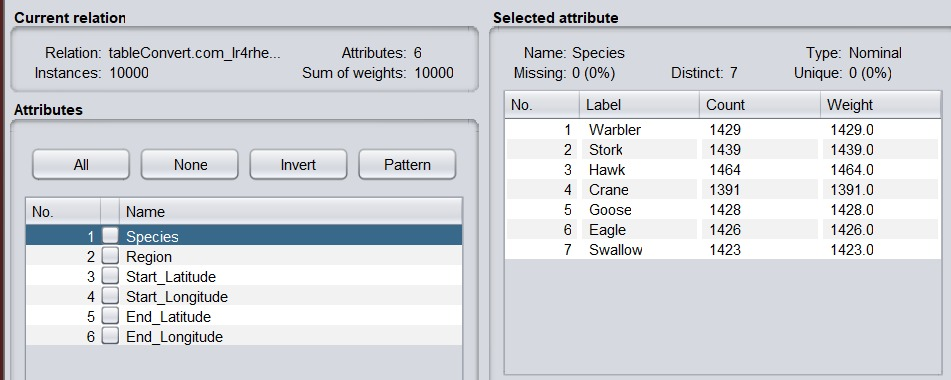 Current relation
Relation: tableConvert.com_lr4rhe... Attributes: 6
Instances: 10000 Sum of weights: 10000
Attributes
All None Invert Pattern
No. Name
1 Species
2 Region
3 Start_Latitude
4 Start_Longitude
5 End_Latitude
6 End_Longitude
Selected attribute
Name: Species Type: Nominal
Missing: 0 (0%) Distinct: 7 Unique: 0 (0%)
No. Label Count Weight
1 Warbler 1429 1429.0
2 Stork 1439 1439.0
3 Hawk 1464 1464.0
4 Crane 1391 1391.0
5 Goose 1428 1428.0
6 Eagle 1426 1426.0
7 Swallow 1423 1423.0